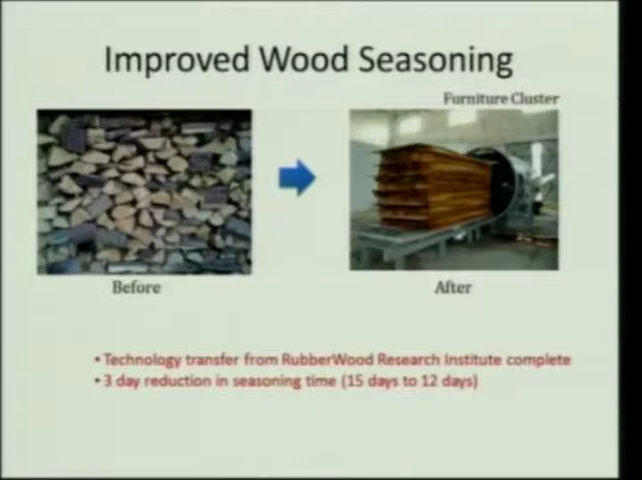 Improved Wood Seasoning
Furniture Cluster
Before
After
• Technology transfer from RubberWood Research Institute complete
• 3 day reduction in seasoning time (15 days to 12 days)